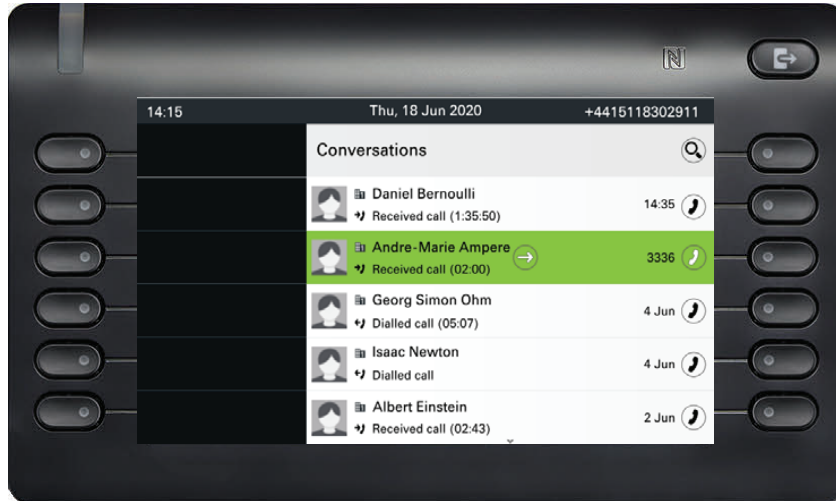 14:15 Thu, 18 Jun 2020 +4415118302911
Conversations
Daniel Bernoulli
Received call (1:35:50)
14:35
Andre-Marie Ampere
Received call (02:00)
3336
Georg Simon Ohm
Dialled call (05:07)
4 Jun
Isaac Newton
Dialled call
4 Jun
Albert Einstein
Received call (02:43)
2 Jun